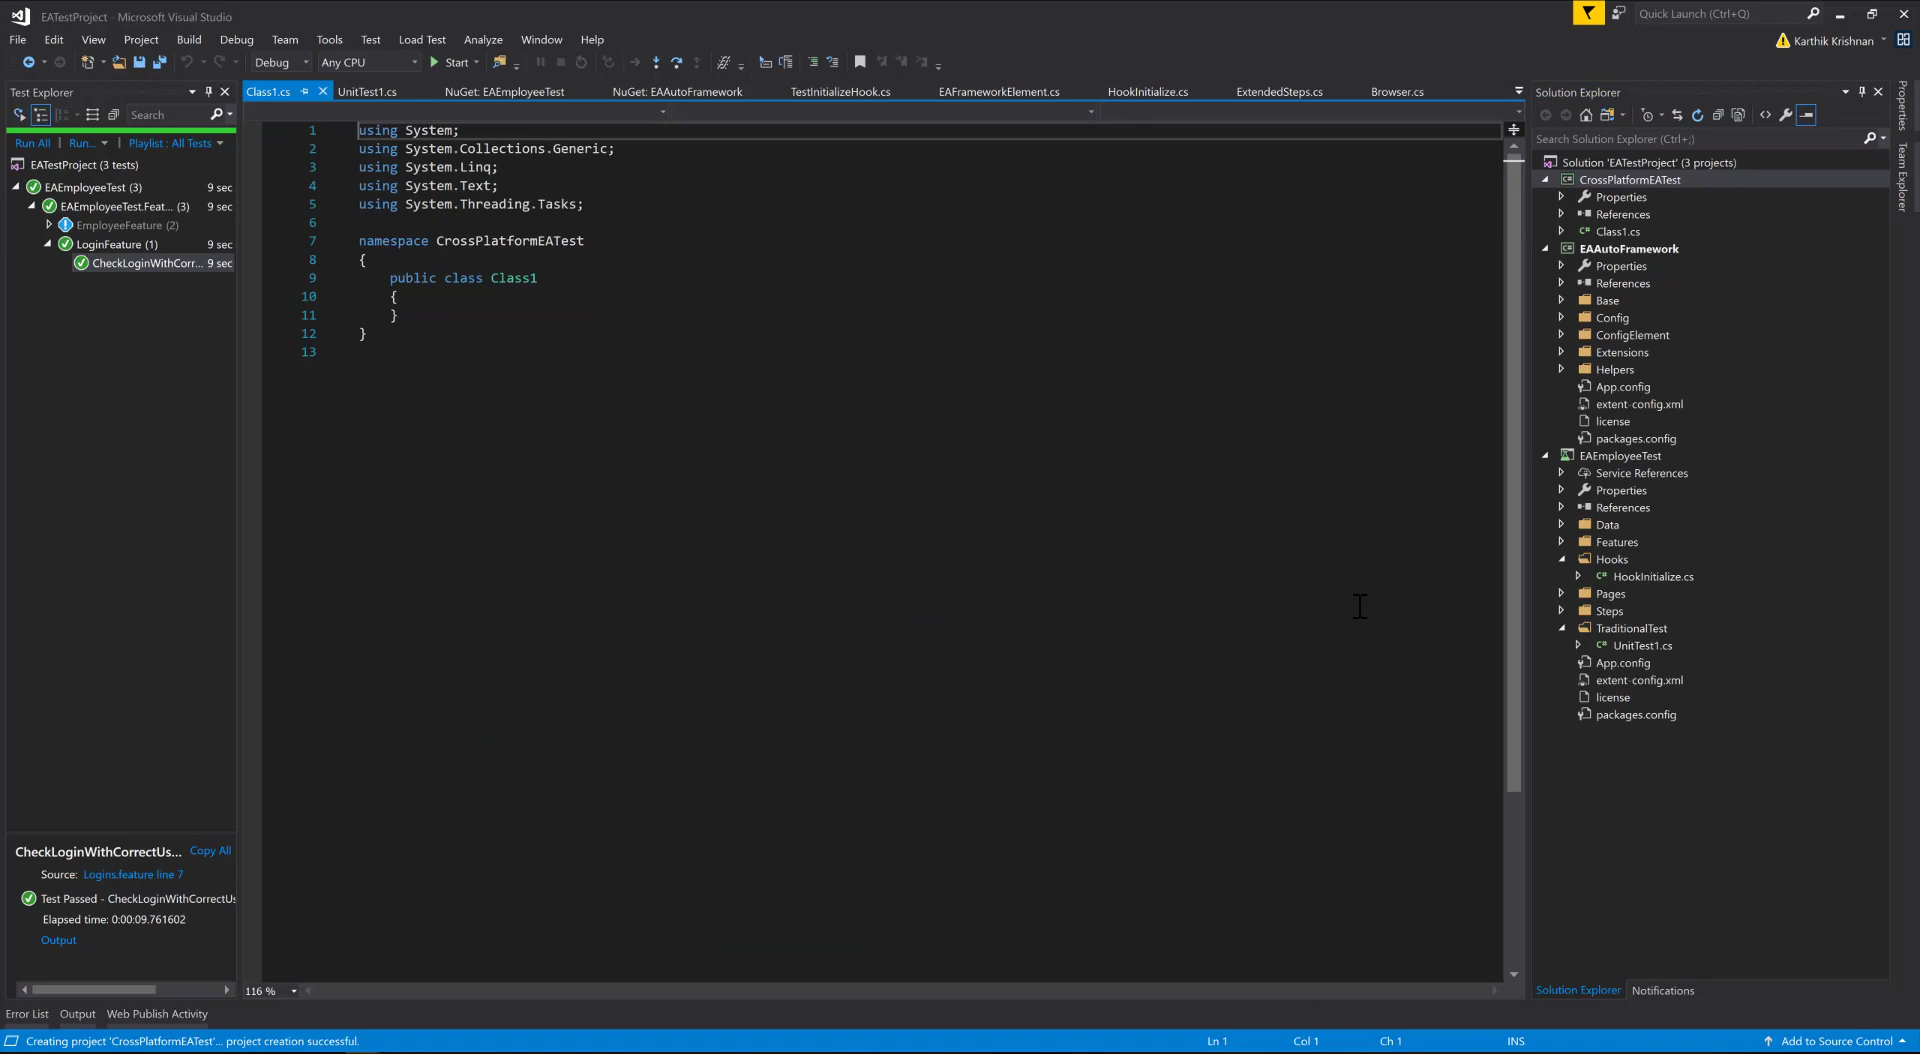 EATestProject - Microsoft Visual Studio
Quick Launch (Ctrl+Q)
File Edit View Project Build Debug Team Tools Test Load Test Analyze Window Help
Karthik Krishnan
Debug Any CPU Start
Test Explorer
Search
Run All | Run... | Playlist : All Tests
EATestProject (3 tests)
EAEmployeeTest (3) 9 sec
EAEmployeeTest.Feat... (3) 9 sec
EmployeeFeature (2)
LoginFeature (1) 9 sec
CheckLoginWithCorr... 9 sec
CheckLoginWithCorrectUs... Copy All
Source: Logins.feature line 7
Test Passed - CheckLoginWithCorrectUs
Elapsed time: 0:00:09.761602
Output
Class1.cs UnitTest1.cs NuGet: EAEmployeeTest NuGet: EAAutoFramework TestInitializeHook.cs EAFrameworkElement.cs HookInitialize.cs ExtendedSteps.cs Browser.cs
1 using System;
2 using System.Collections.Generic;
3 using System.Linq;
4 using System.Text;
5 using System.Threading.Tasks;
6
7 namespace CrossPlatformEATest
8 {
9 public class Class1
10 {
11 }
12 }
13
116 %
Solution Explorer
Search Solution Explorer (Ctrl+;)
Solution 'EATestProject' (3 projects)
CrossPlatformEATest
Properties
References
Class1.cs
EAAutoFramework
Properties
References
Base
Config
ConfigElement
Extensions
Helpers
App.config
extent-config.xml
license
packages.config
EAEmployeeTest
Service References
Properties
References
Data
Features
Hooks
HookInitialize.cs
Pages
Steps
TraditionalTest
UnitTest1.cs
App.config
extent-config.xml
license
packages.config
Solution Explorer Notifications
Properties
Team Explorer
Error List Output Web Publish Activity
Creating project 'CrossPlatformEATest'... project creation successful.
Ln 1 Col 1 Ch 1 INS Add to Source Control